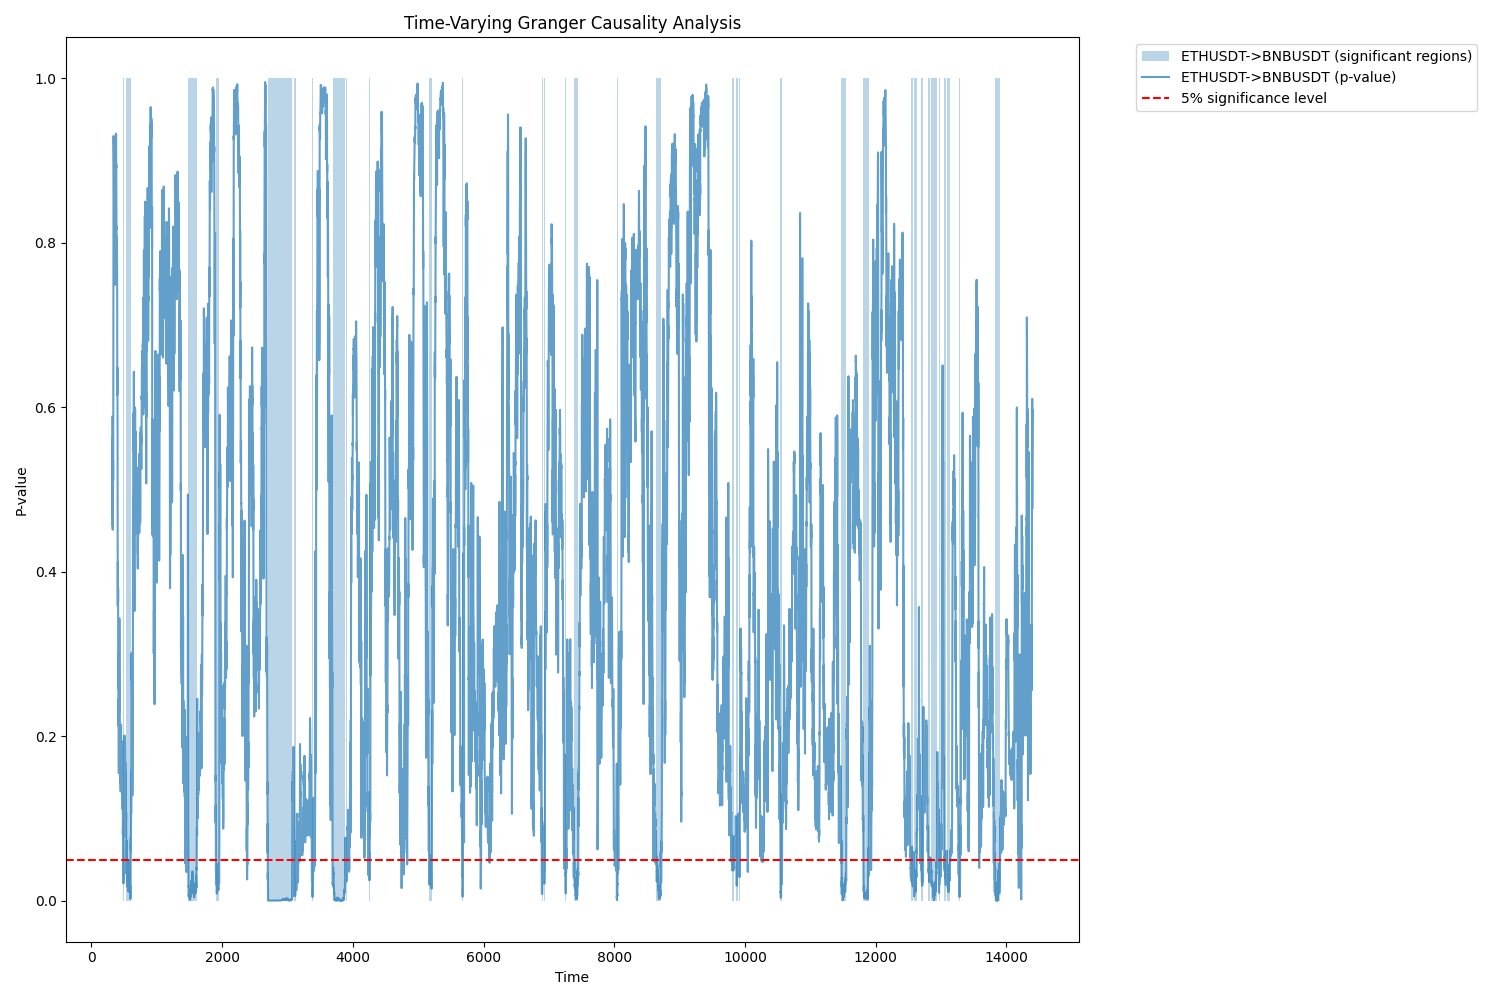 Time-Varying Granger Causality Analysis
ETHUSDT->BNBUSDT (significant regions)
ETHUSDT->BNBUSDT (p-value)
5% significance level
1.0
0.8
0.6
0.4
0.2
0.0
P-value
0 2000 4000 6000 8000 10000 12000 14000
Time